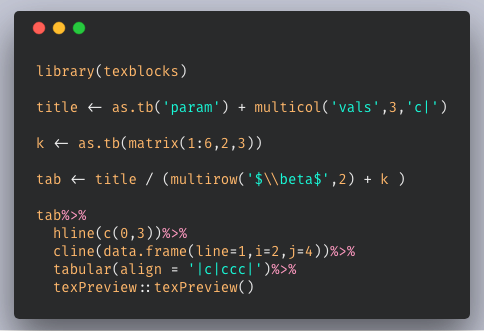 library(texblocks)
title <- as.tb('param') + multicol('vals',3,'c|')
k <- as.tb(matrix(1:6,2,3))
tab <- title / (multirow('$\\beta$',2) + k )
tab%>%
  hline(c(0,3))%>%
  cline(data.frame(line=1,i=2,j=4))%>%
  tabular(align = '|c|ccc|')%>%
  texPreview::texPreview()